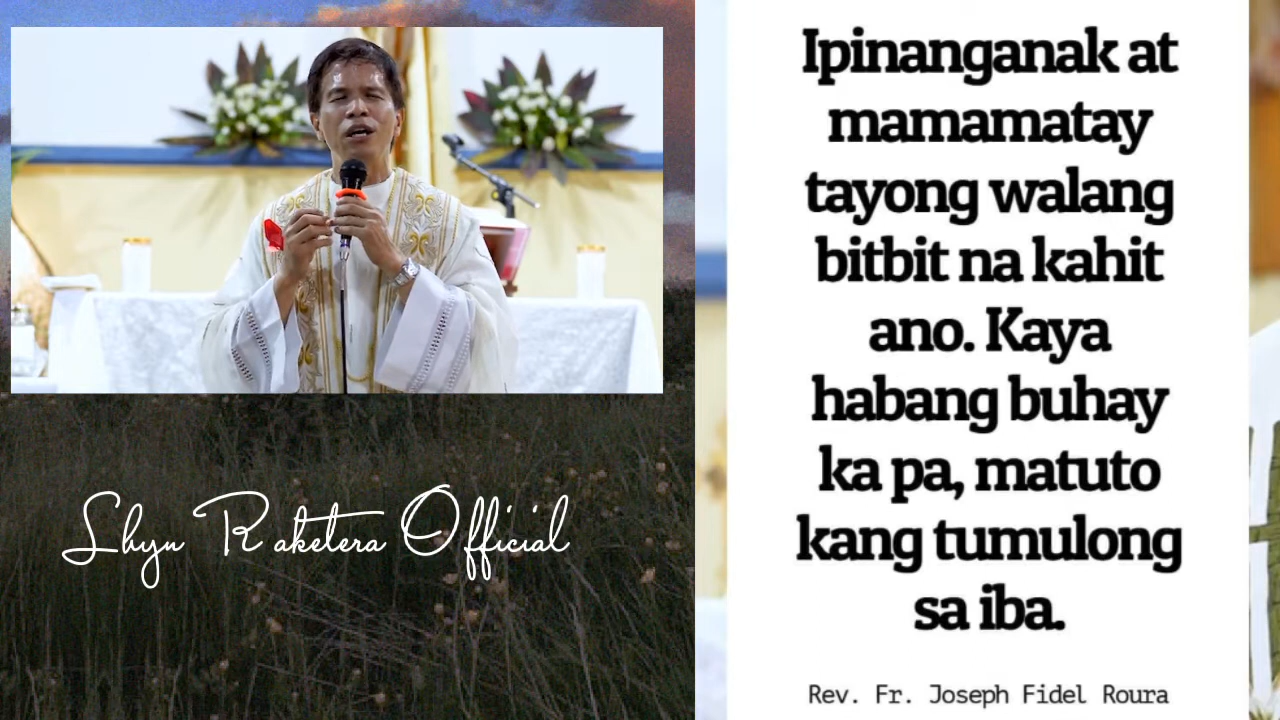 Lhyn Raketera Official
Ipinanganak at
mamamatay
tayong walang
bitbit na kahit
ano. Kaya
habang buhay
ka pa, matuto
kang tumulong
sa iba.
Rev. Fr. Joseph Fidel Roura